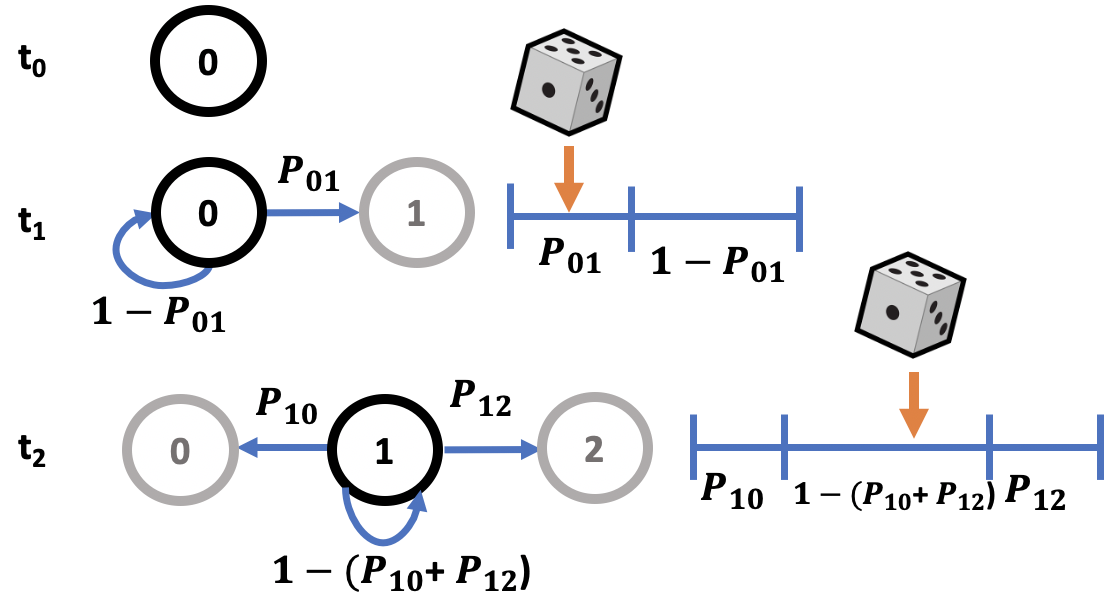 t₀
0
P₀₁
t₁
0
1
P₀₁
1 − P₀₁
1 − P₀₁
P₁₀
P₁₂
t₂
0
1
2
P₁₀
1 − (P₁₀+ P₁₂)
P₁₂
1 − (P₁₀+ P₁₂)